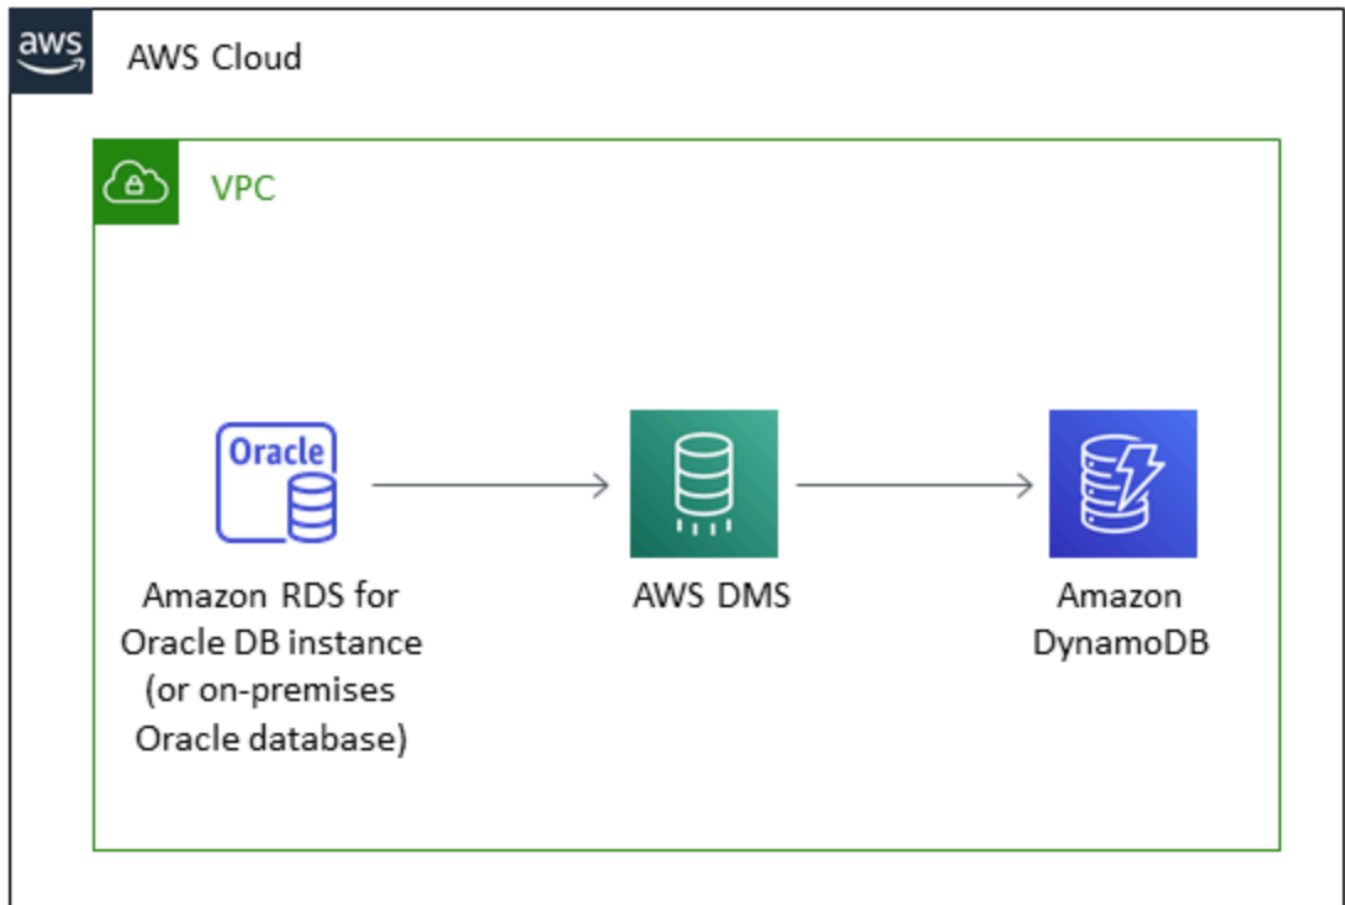 aws
AWS Cloud
VPC
Oracle
Amazon RDS for
Oracle DB instance
(or on-premises
Oracle database)
AWS DMS
Amazon
DynamoDB